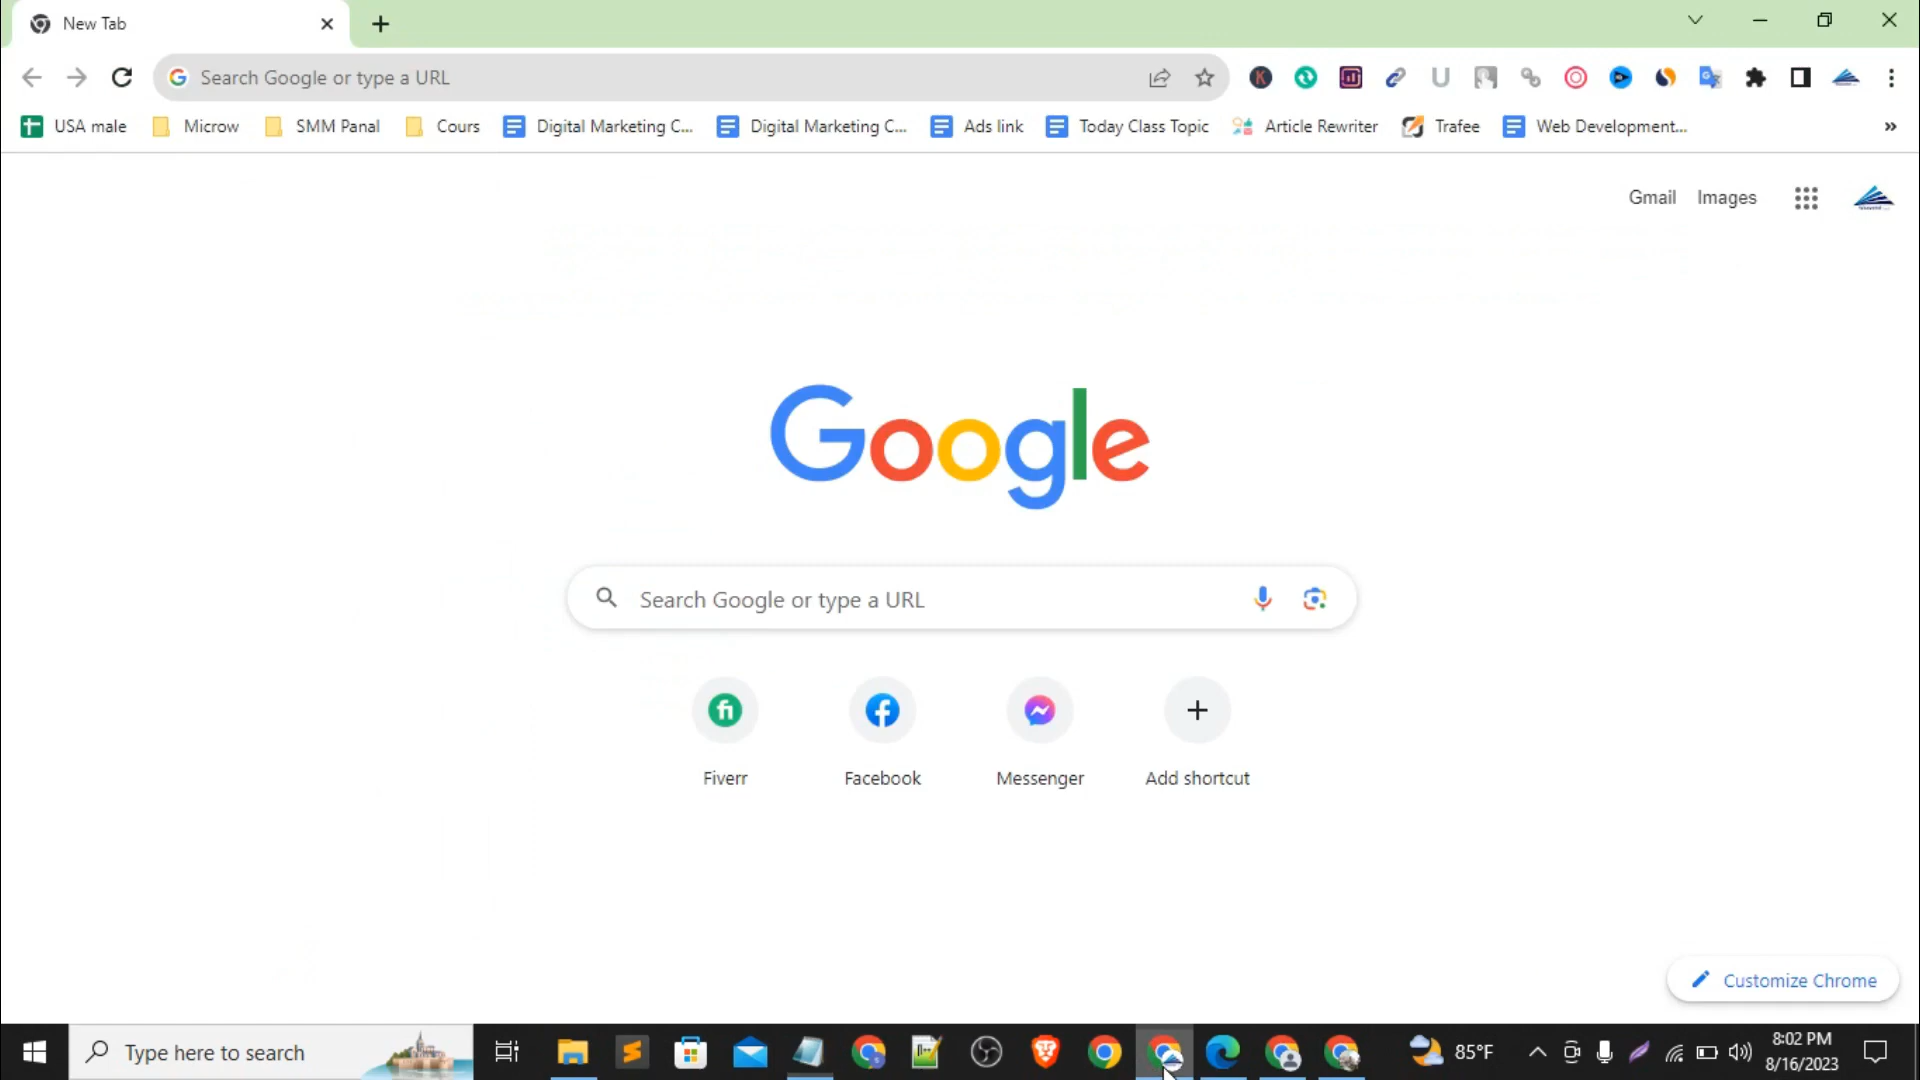 New Tab
Search Google or type a URL
USA male Microw SMM Panal Cours Digital Marketing C... Digital Marketing C... Ads link Today Class Topic Article Rewriter Trafee Web Development... »
Gmail Images
Google
Search Google or type a URL
Fiverr Facebook Messenger Add shortcut
Customize Chrome
Type here to search
85°F
8:02 PM
8/16/2023